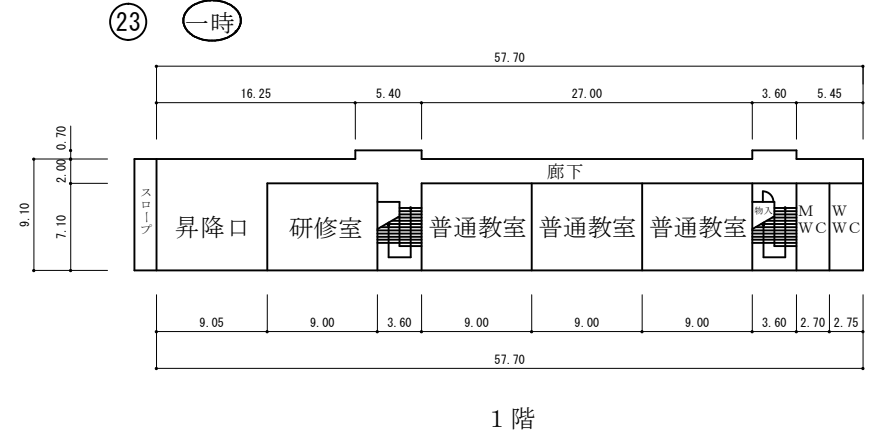 ㉓ 一時
57.70
16.25 5.40 27.00 3.60 5.45
0.70
2.00
9.10
7.10
廊下
スロープ
昇降口
研修室
普通教室
普通教室
普通教室
物入
M
WC
W
WC
9.05 9.00 3.60 9.00 9.00 9.00 3.60 2.70 2.75
57.70
1階